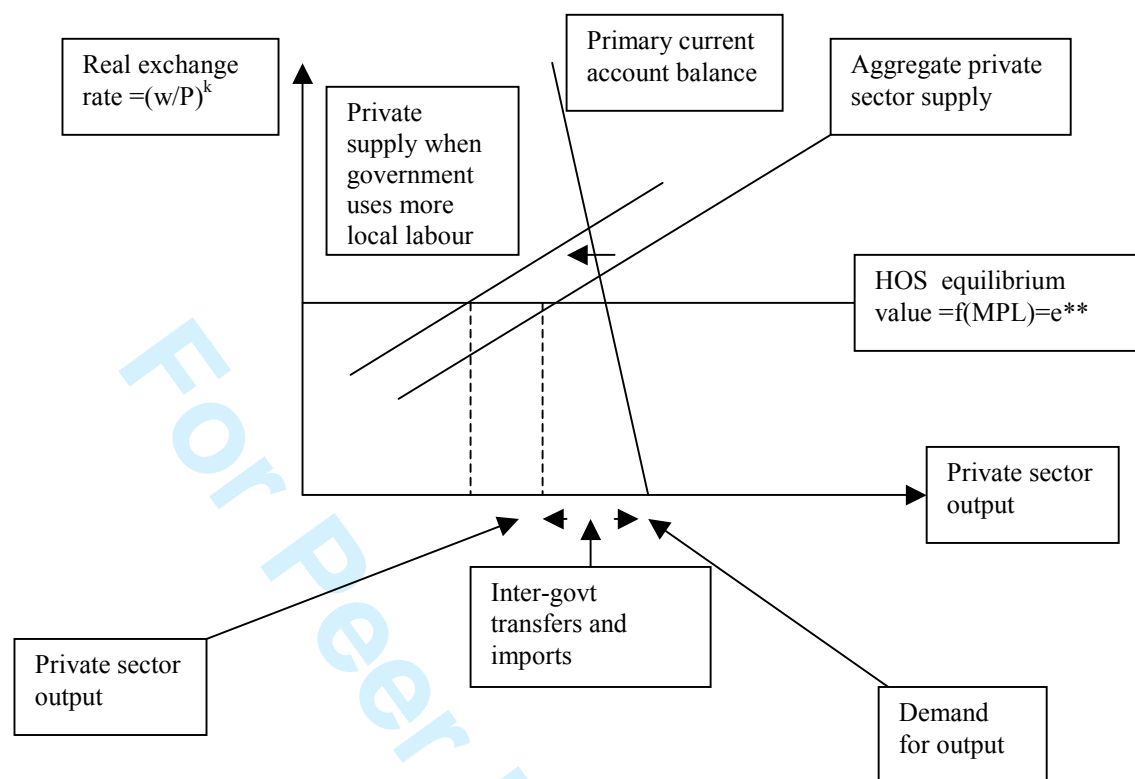 Real exchange
rate =(w/P)^k
Private
supply when
government
uses more
local labour
Primary current
account balance
Aggregate private
sector supply
HOS equilibrium
value =f(MPL)=e**
Private sector
output
Inter-govt
transfers and
imports
Private sector
output
Demand
for output
For Peer